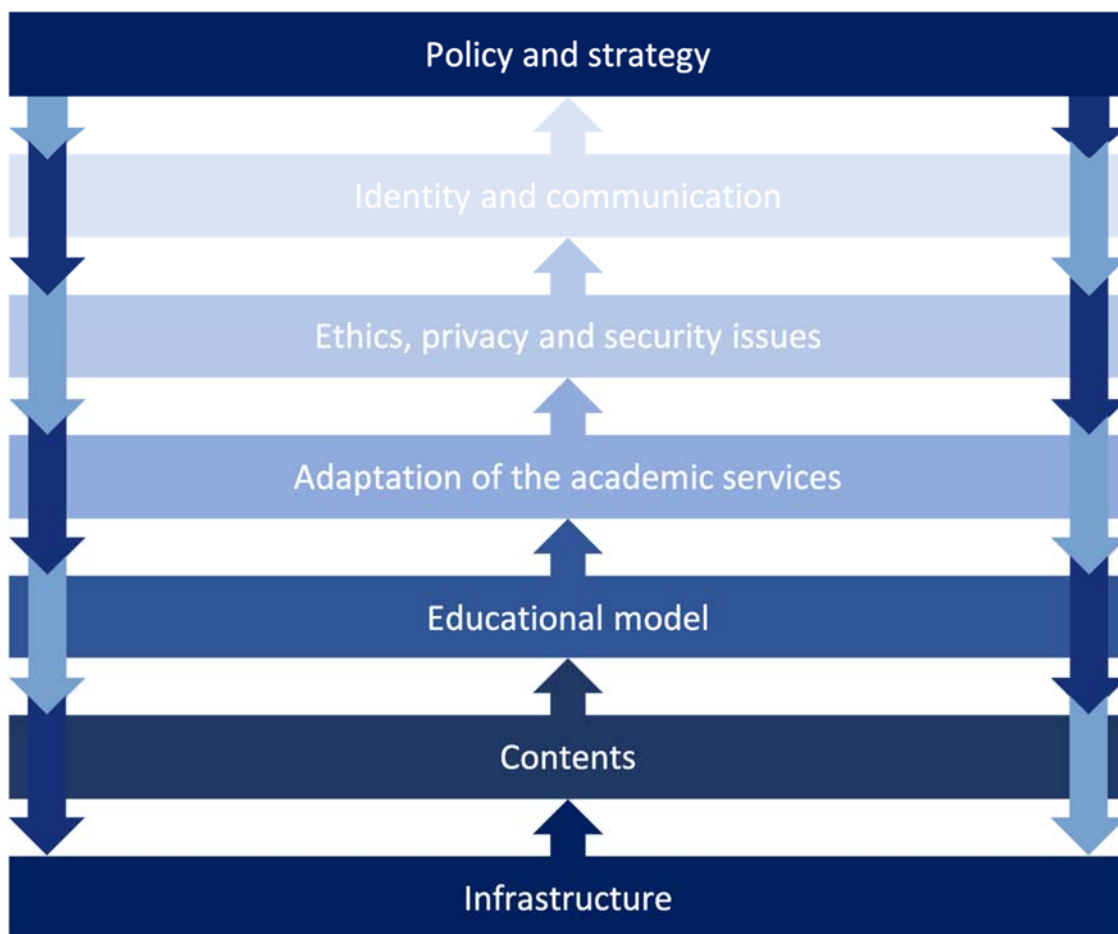 Policy and strategy
Identity and communication
Ethics, privacy and security issues
Adaptation of the academic services
Educational model
Contents
Infrastructure